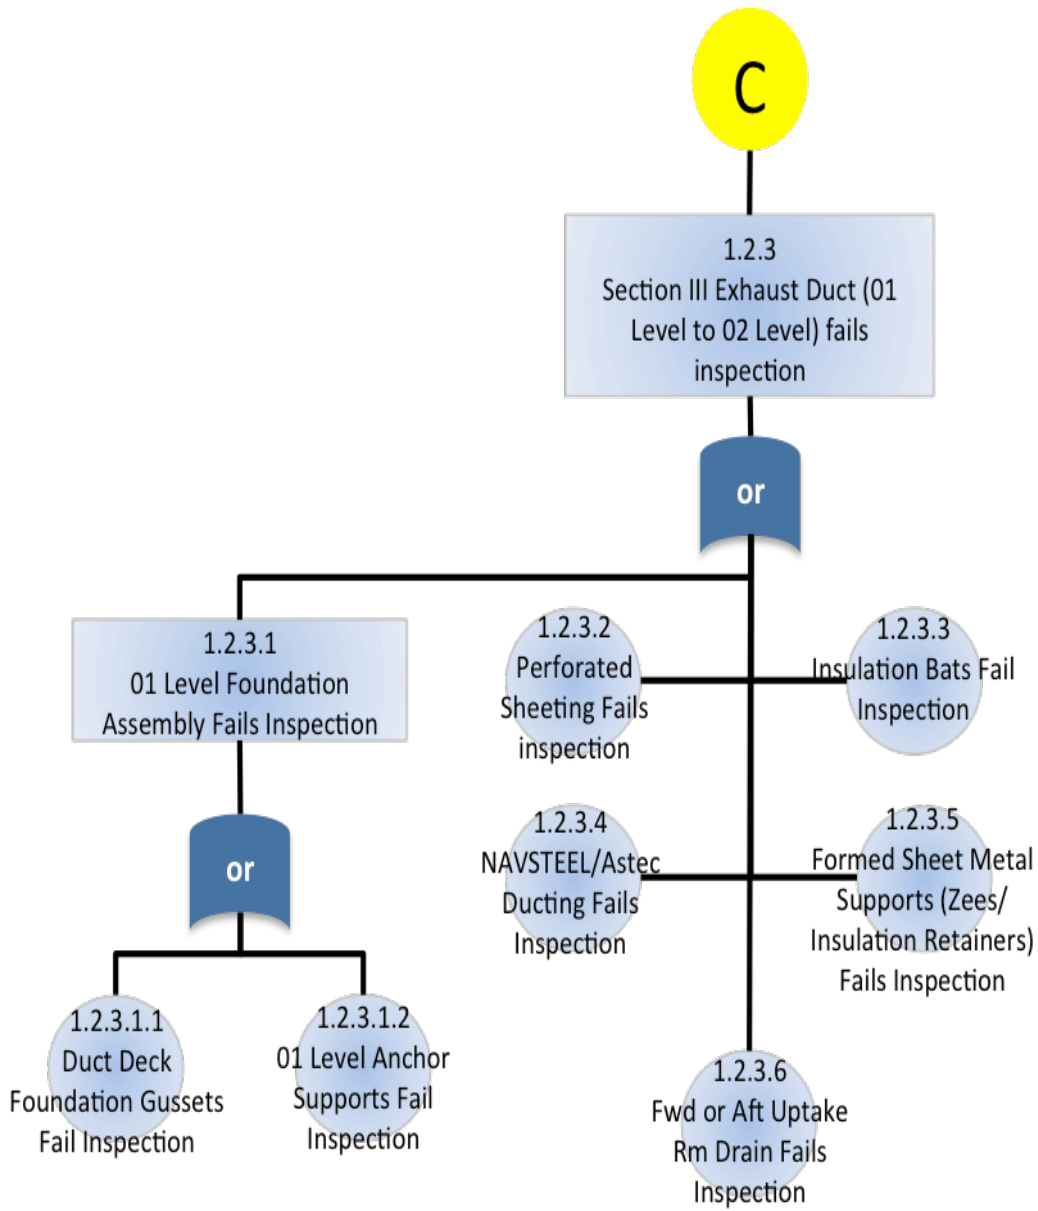 C
1.2.3
Section III Exhaust Duct (01
Level to 02 Level) fails
inspection
or
1.2.3.1
01 Level Foundation
Assembly Fails Inspection
1.2.3.2
Perforated
Sheeting Fails
inspection
1.2.3.3
Insulation Bats Fail
Inspection
1.2.3.4
NAVSTEEL/Astec
Ducting Fails
Inspection
1.2.3.5
Formed Sheet Metal
Supports (Zees/
Insulation Retainers)
Fails Inspection
or
1.2.3.1.1
Duct Deck
Foundation Gussets
Fail Inspection
1.2.3.1.2
01 Level Anchor
Supports Fail
Inspection
1.2.3.6
Fwd or Aft Uptake
Rm Drain Fails
Inspection